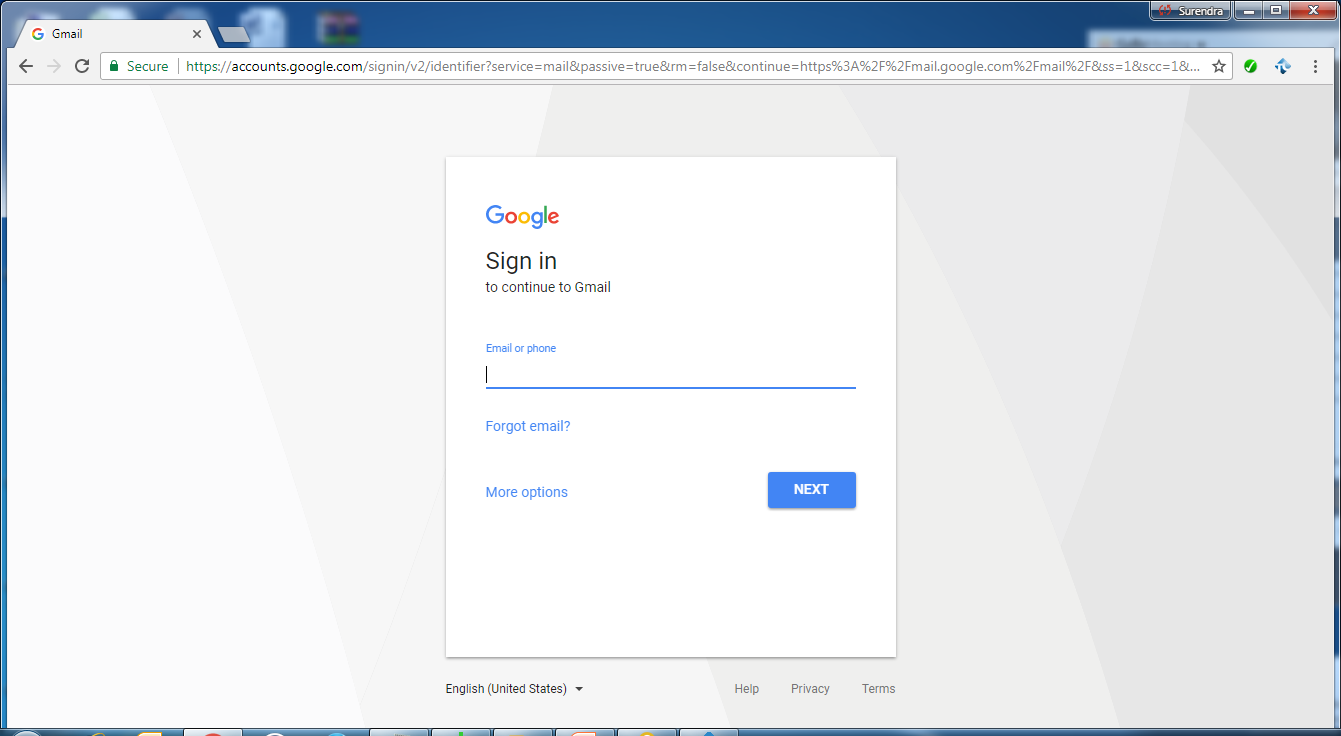 Surendra
Gmail
Secure https://accounts.google.com/signin/v2/identifier?service=mail&passive=true&rm=false&continue=https%3A%2F%2Fmail.google.com%2Fmail%2F&ss=1&scc=1&...
Google
Sign in
to continue to Gmail
Email or phone
Forgot email?
More options NEXT
English (United States) Help Privacy Terms